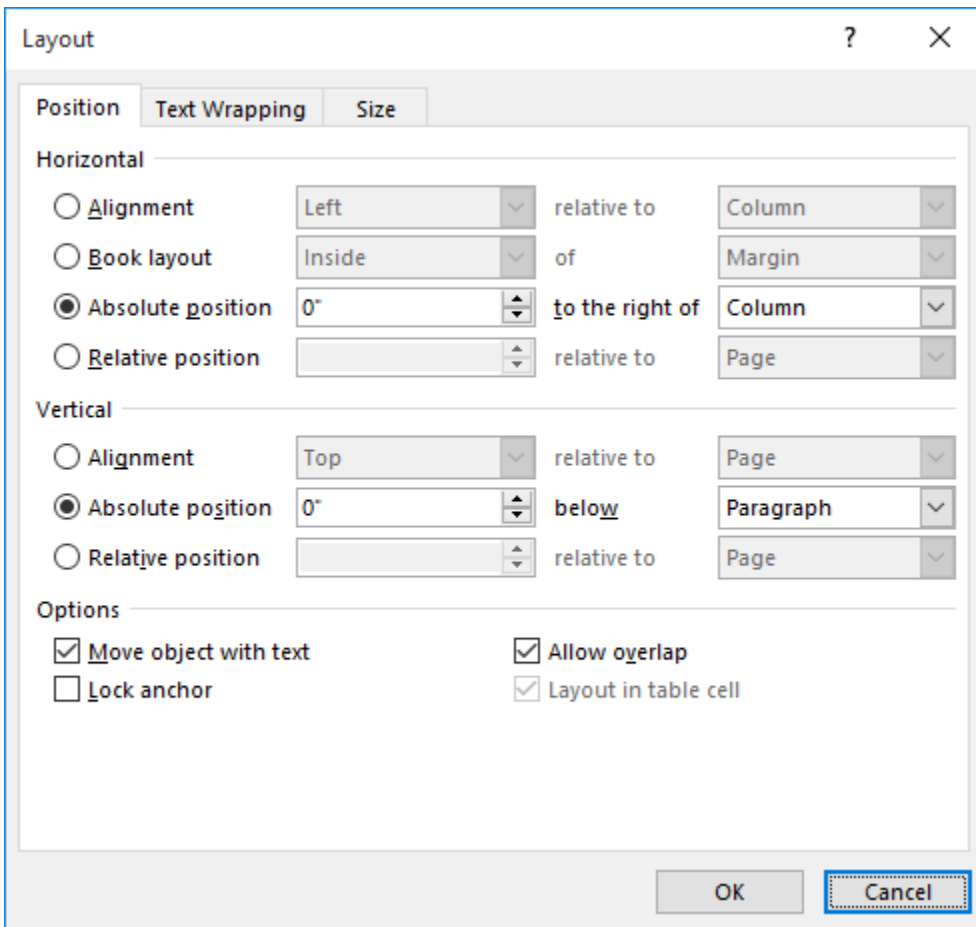 Layout ?
Position Text Wrapping Size
Horizontal
Alignment Left relative to Column
Book layout Inside of Margin
Absolute position 0" to the right of Column
Relative position relative to Page
Vertical
Alignment Top relative to Page
Absolute position 0" below Paragraph
Relative position relative to Page
Options
Move object with text Allow overlap
Lock anchor Layout in table cell
OK Cancel